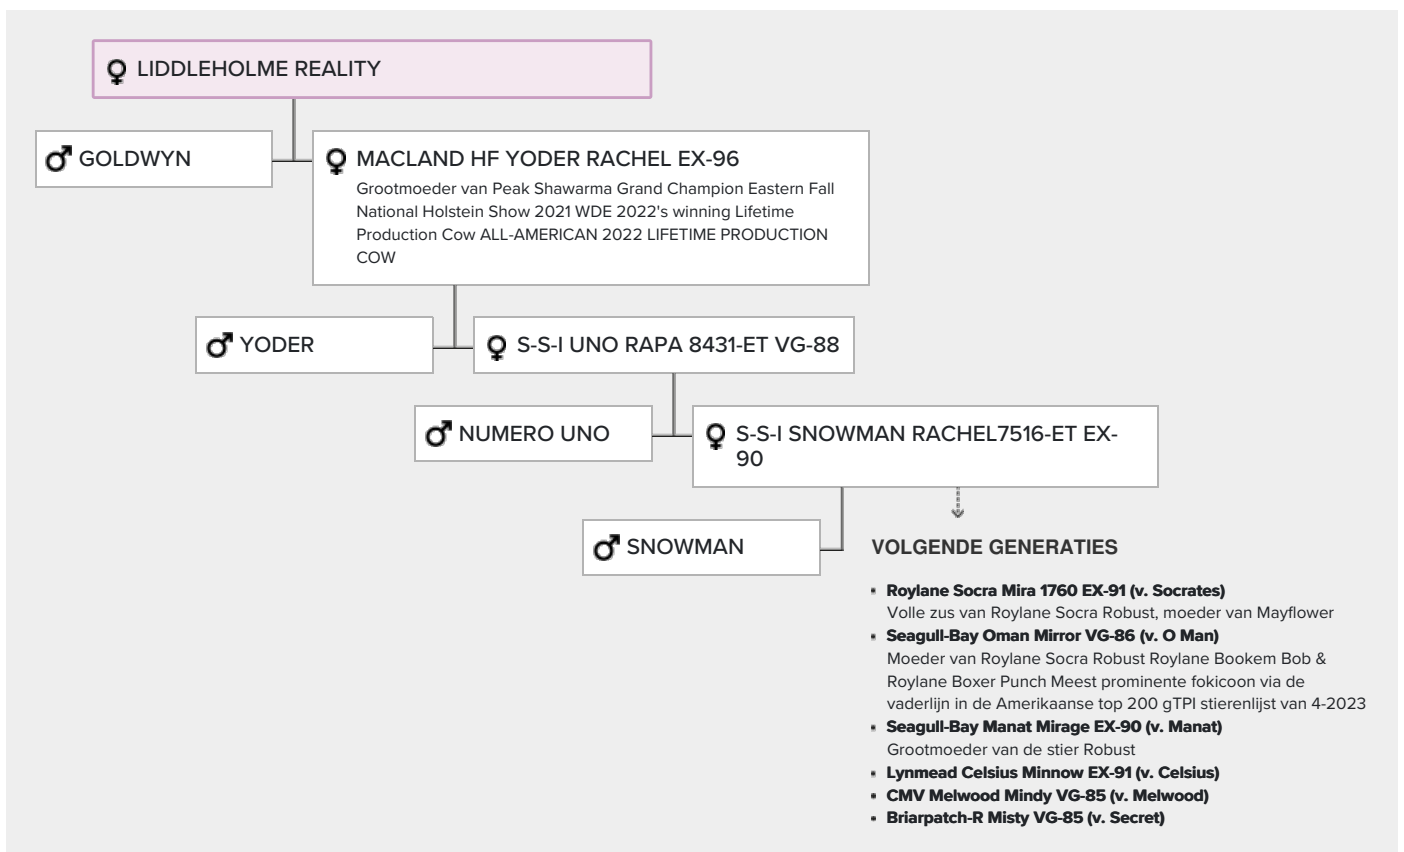 LIDDLEHOLME REALITY
GOLDWYN
MACLAND HF YODER RACHEL EX-96
Grootmoeder van Peak Shawarma Grand Champion Eastern Fall
National Holstein Show 2021 WDE 2022's winning Lifetime
Production Cow ALL-AMERICAN 2022 LIFETIME PRODUCTION
COW
YODER
S-S-I UNO RAPA 8431-ET VG-88
NUMERO UNO
S-S-I SNOWMAN RACHEL7516-ET EX-
90
SNOWMAN
VOLGENDE GENERATIES
Roylane Socra Mira 1760 EX-91 (v. Socrates)
Volle zus van Roylane Socra Robust, moeder van Mayflower
Seagull-Bay Oman Mirror VG-86 (v. O Man)
Moeder van Roylane Socra Robust Roylane Bookem Bob &
Roylane Boxer Punch Meest prominente fokicoon via de
vaderlijn in de Amerikaanse top 200 gTPI stierenlijst van 4-2023
Seagull-Bay Manat Mirage EX-90 (v. Manat)
Grootmoeder van de stier Robust
Lynmead Celsius Minnow EX-91 (v. Celsius)
CMV Melwood Mindy VG-85 (v. Melwood)
Briarpatch-R Misty VG-85 (v. Secret)